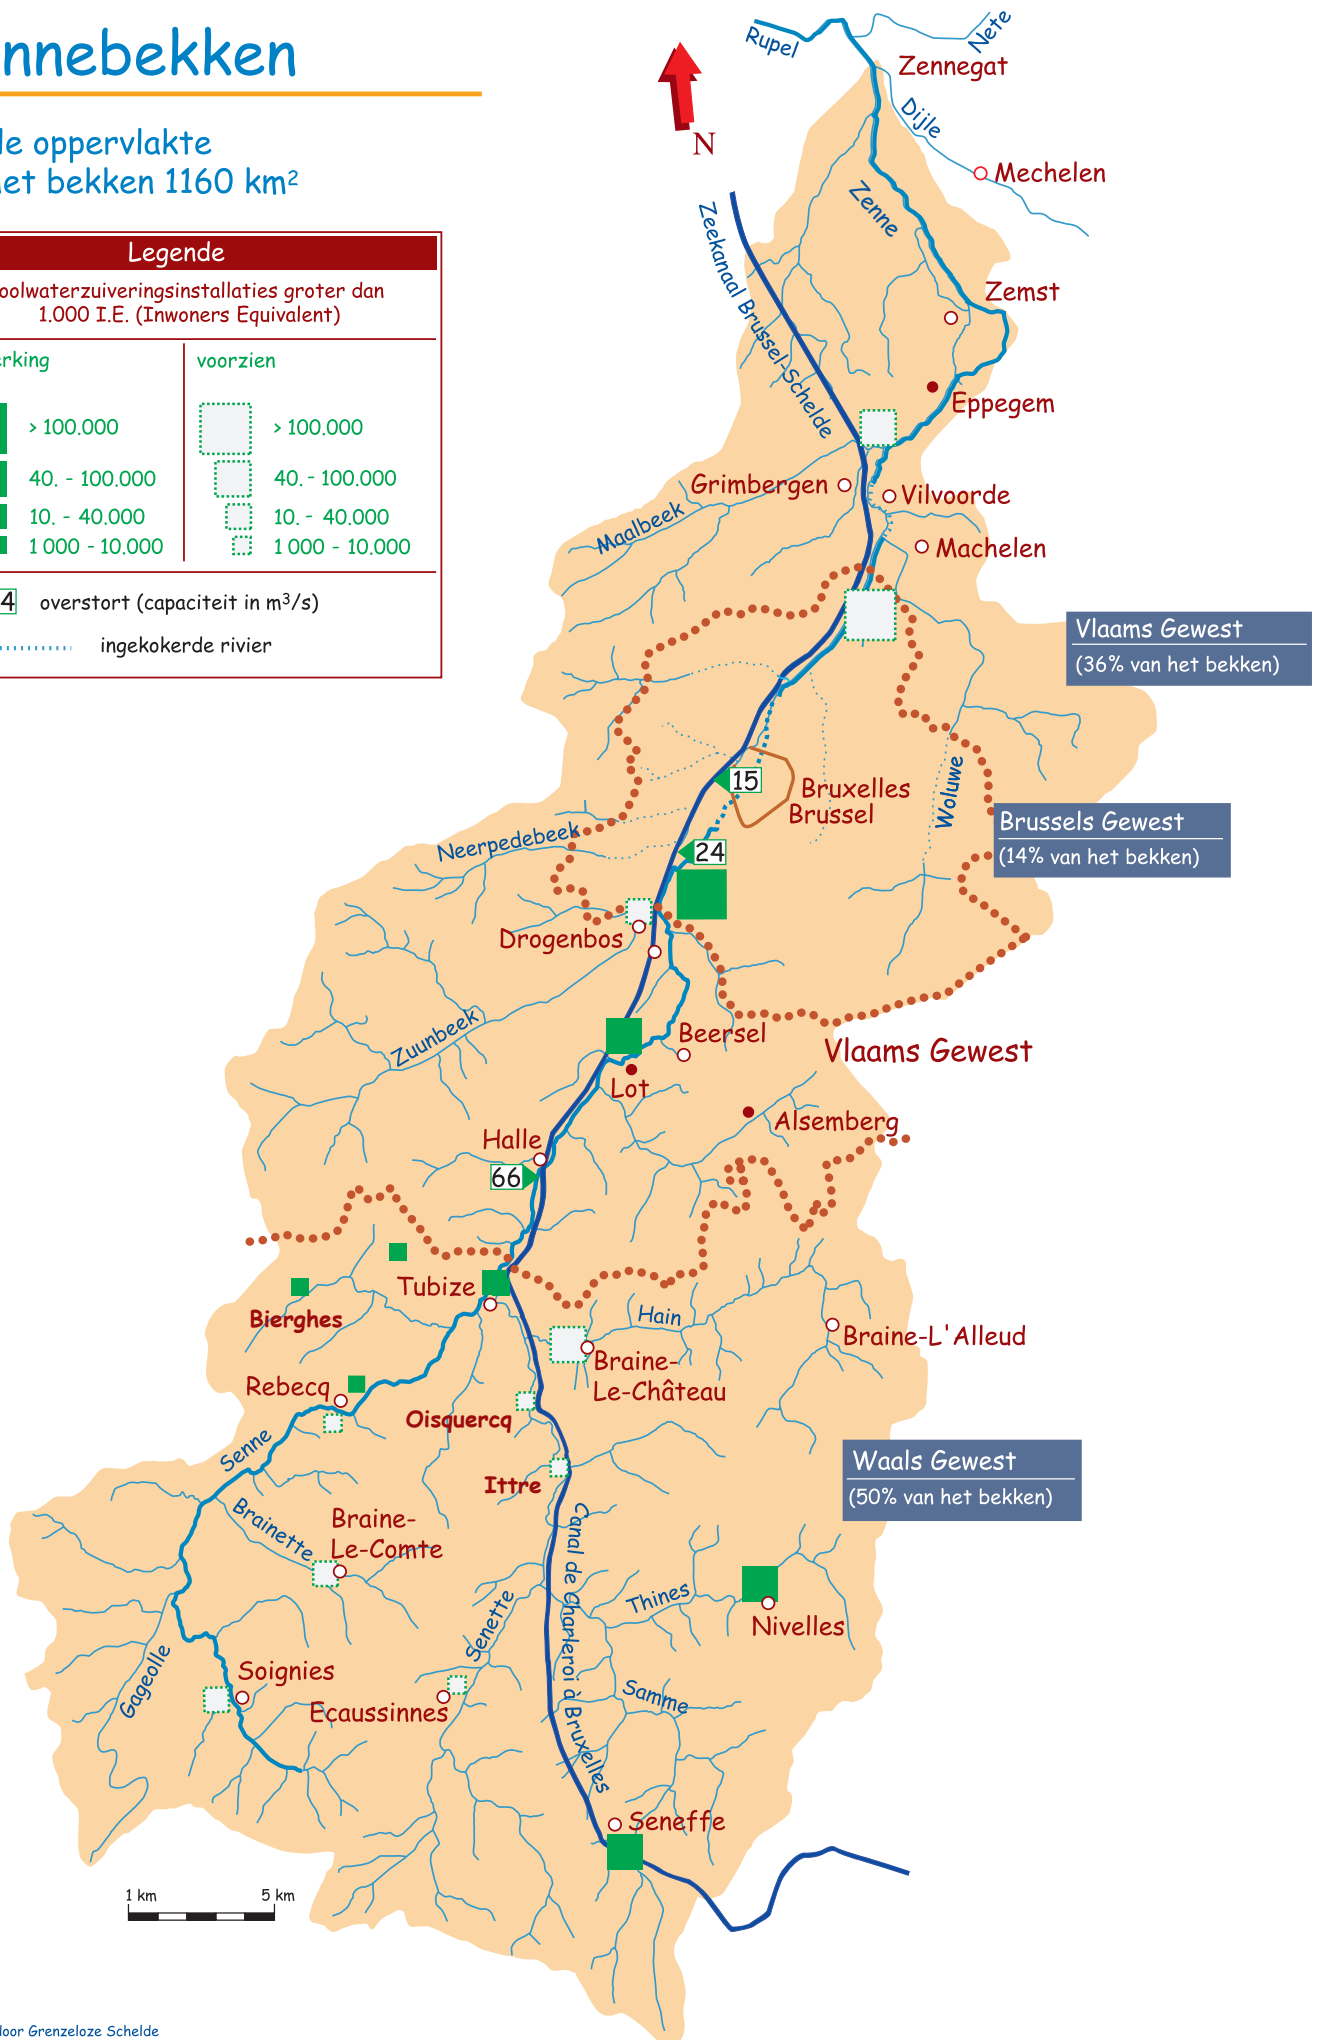 nnebekken
le oppervlakte
et bekken 1160 km²
Legende
oolwaterzuiveringsinstallaties groter dan
1.000 I.E. (Inwoners Equivalent)
erking
voorzien
> 100.000
> 100.000
40. - 100.000
40. - 100.000
10. - 40.000
10. - 40.000
1 000 - 10.000
1 000 - 10.000
4
overstort (capaciteit in m³/s)
ingekokerde rivier
Rupel
Nete
Zennegat
Dijle
N
Mechelen
Zenne
Zeekanaal Brussel-Schelde
Zemst
Eppegem
Grimbergen
Vilvoorde
Maalbeek
Machelen
Vlaams Gewest
(36% van het bekken)
Woluwe
15
Bruxelles
Brussel
Brussels Gewest
(14% van het bekken)
Neerpedebeek
24
Drogenbos
Zuunbeek
Beersel
Vlaams Gewest
Lot
Alsemberg
Halle
66
Tubize
Bierghes
Hain
Braine-L'Alleud
Braine-
Le-Château
Rebecq
Oisquercq
Senne
Ittre
Waals Gewest
(50% van het bekken)
Brainette
Braine-
Le-Comte
Canal de Charleroi à Bruxelles
Thines
Nivelles
Senette
Gageolle
Soignies
Ecaussinnes
Samme
Seneffe
1 km
5 km
door Grenzeloze Schelde